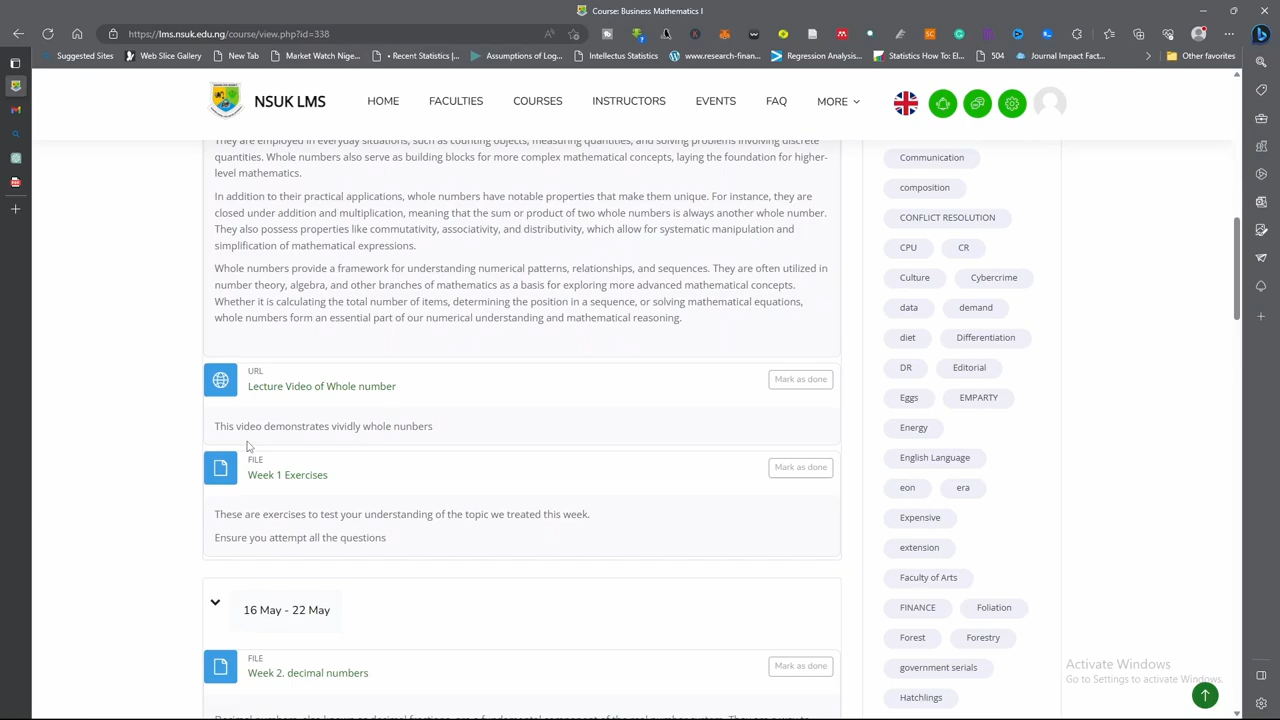 Course: Business Mathematics I
https://lms.nsuk.edu.ng/course/view.php?id=338
Suggested Sites
Web Slice Gallery
New Tab
Market Watch Nige...
• Recent Statistics |...
Assumptions of Log...
Intellectus Statistics
www.research-finan...
Regression Analysis...
Statistics How To: El...
504
Journal Impact Fact...
Other favorites
NSUK LMS
HOME
FACULTIES
COURSES
INSTRUCTORS
EVENTS
FAQ
MORE
They are employed in everyday situations, such as counting objects, measuring quantities, and solving problems involving discrete
quantities. Whole numbers also serve as building blocks for more complex mathematical concepts, laying the foundation for higher-
level mathematics.
In addition to their practical applications, whole numbers have notable properties that make them unique. For instance, they are
closed under addition and multiplication, meaning that the sum or product of two whole numbers is always another whole number.
They also possess properties like commutativity, associativity, and distributivity, which allow for systematic manipulation and
simplification of mathematical expressions.
Whole numbers provide a framework for understanding numerical patterns, relationships, and sequences. They are often utilized in
number theory, algebra, and other branches of mathematics as a basis for exploring more advanced mathematical concepts.
Whether it is calculating the total number of items, determining the position in a sequence, or solving mathematical equations,
whole numbers form an essential part of our numerical understanding and mathematical reasoning.
URL
Lecture Video of Whole number
Mark as done
This video demonstrates vividly whole nunbers
FILE
Week 1 Exercises
Mark as done
These are exercises to test your understanding of the topic we treated this week.
Ensure you attempt all the questions
16 May - 22 May
FILE
Week 2. decimal numbers
Mark as done
Communication
composition
CONFLICT RESOLUTION
CPU CR
Culture Cybercrime
data demand
diet Differentiation
DR Editorial
Eggs EMPARTY
Energy
English Language
eon era
Expensive
extension
Faculty of Arts
FINANCE Foliation
Forest Forestry
government serials
Hatchlings
Activate Windows
Go to Settings to activate Windows.